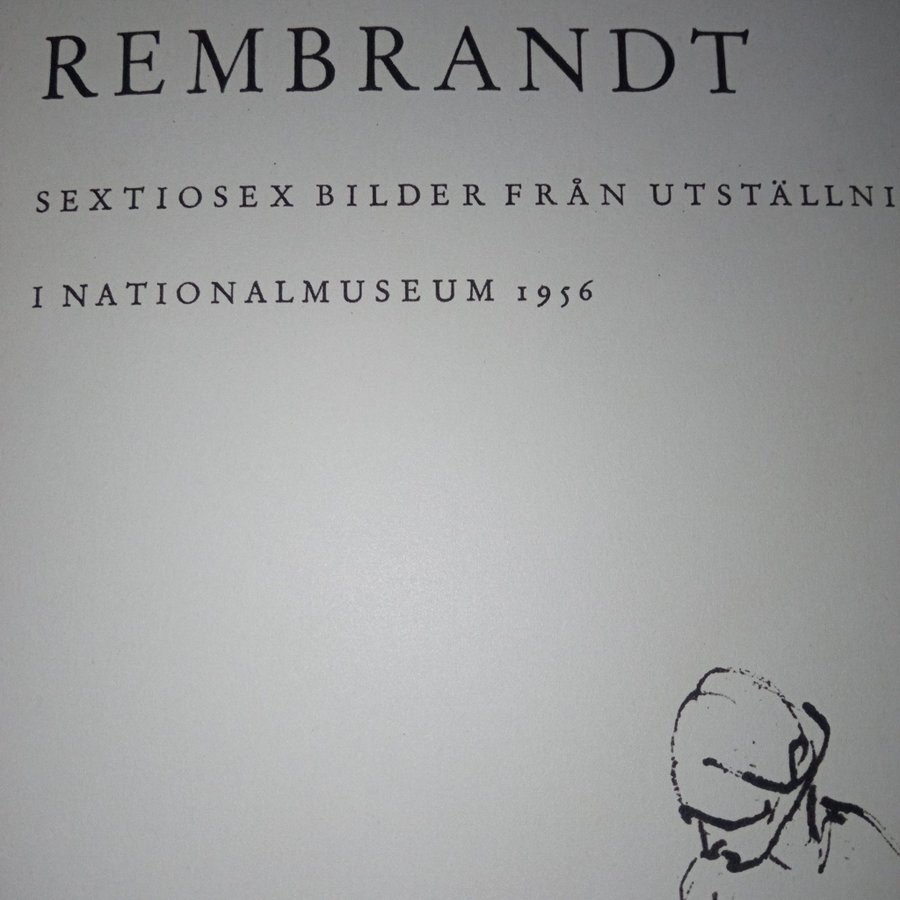 REMBRANDT
SEXTIOSEX BILDER FRÅN UTSTÄLLNI
I NATIONALMUSEUM 1956